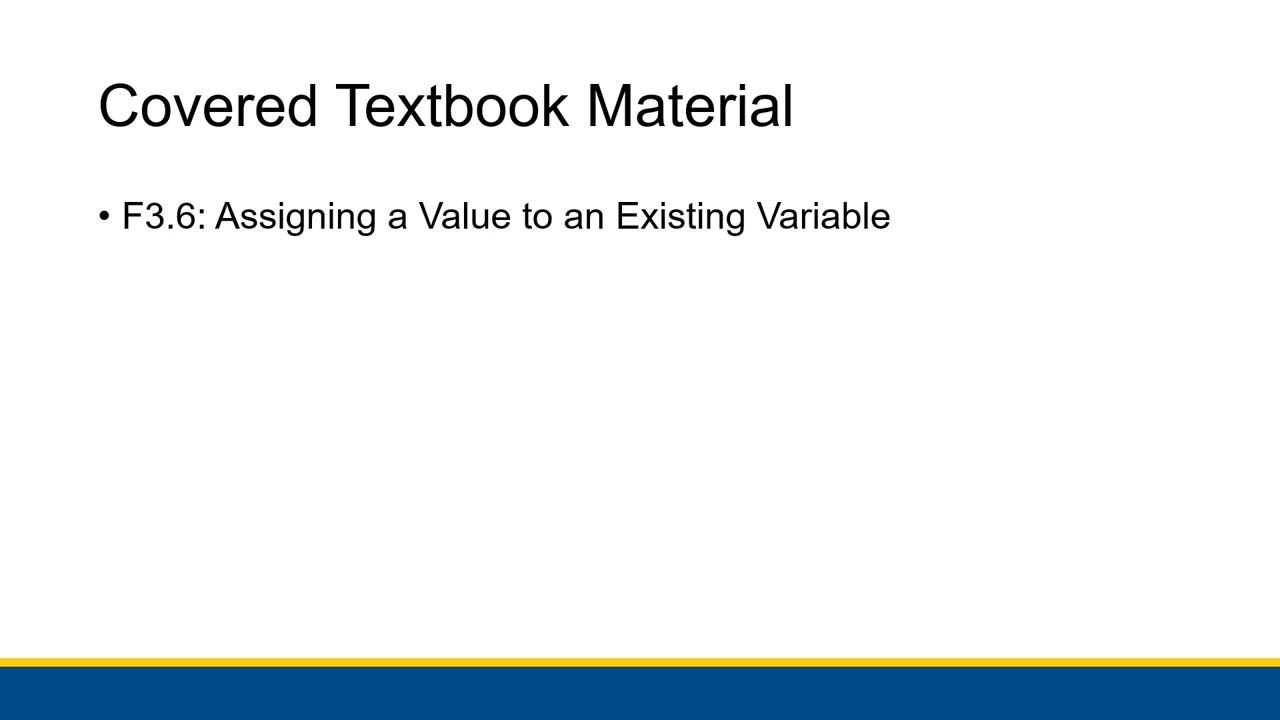 Covered Textbook Material
• F3.6: Assigning a Value to an Existing Variable